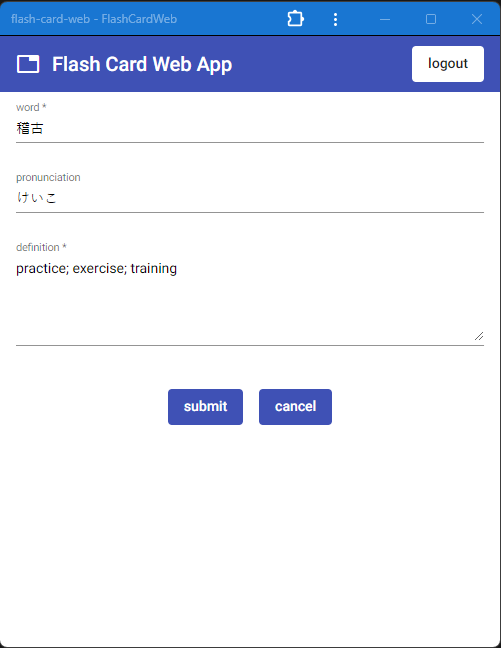 flash-card-web - FlashCardWeb
Flash Card Web App
logout
word *
稽古
pronunciation
けいこ
definition *
practice; exercise; training
submit
cancel